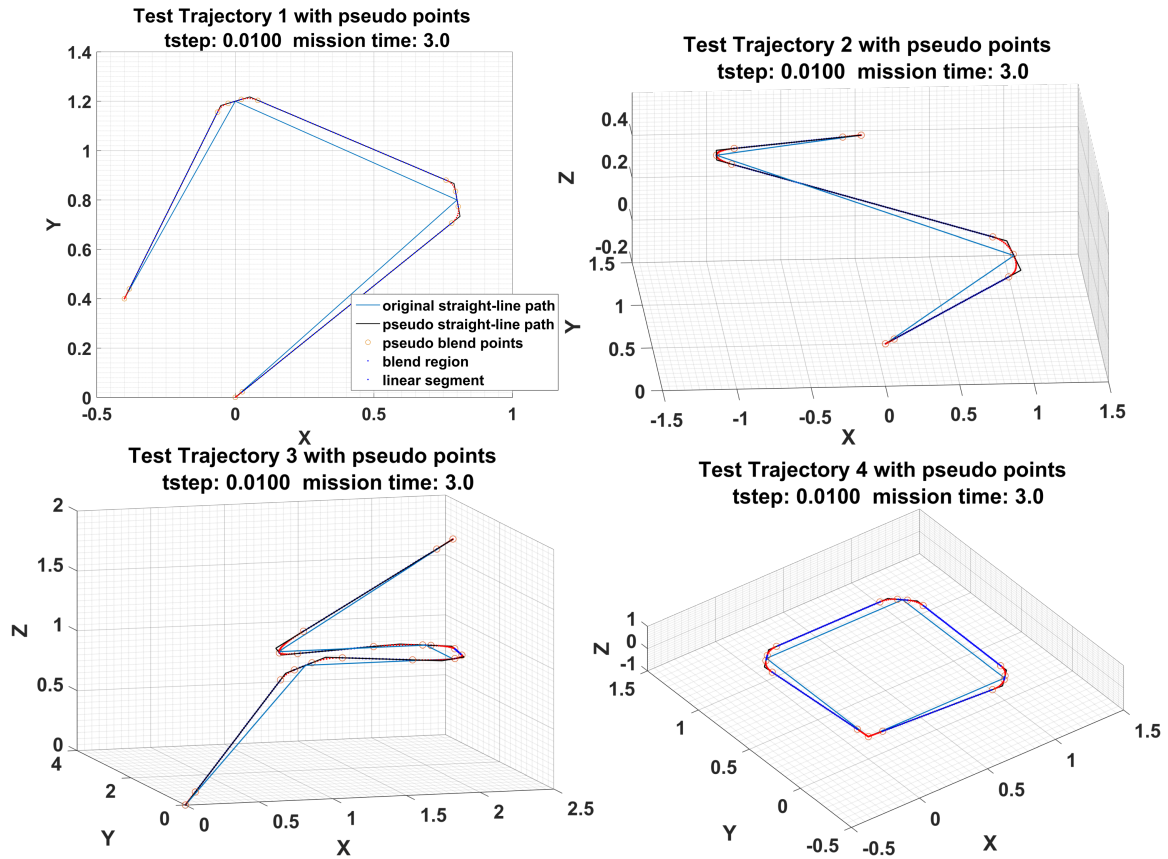 Test Trajectory 1 with pseudo points
tstep: 0.0100  mission time: 3.0
1.4
1.2
1
0.8
0.6
0.4
0.2
0
Y
-0.5
0
0.5
1
X
original straight-line path
pseudo straight-line path
pseudo blend points
blend region
linear segment
Test Trajectory 2 with pseudo points
tstep: 0.0100  mission time: 3.0
0.4
0.2
0
-0.2
Z
1.5
1
0.5
0
Y
-1.5
-1
-0.5
0
0.5
1
1.5
X
Test Trajectory 3 with pseudo points
tstep: 0.0100  mission time: 3.0
2
1.5
1
0.5
0
Z
4
2
0
Y
0
0.5
1
1.5
2
2.5
X
Test Trajectory 4 with pseudo points
tstep: 0.0100  mission time: 3.0
1
0
-1
Z
1.5
1
0.5
0
-0.5
Y
-0.5
0
0.5
1
1.5
X